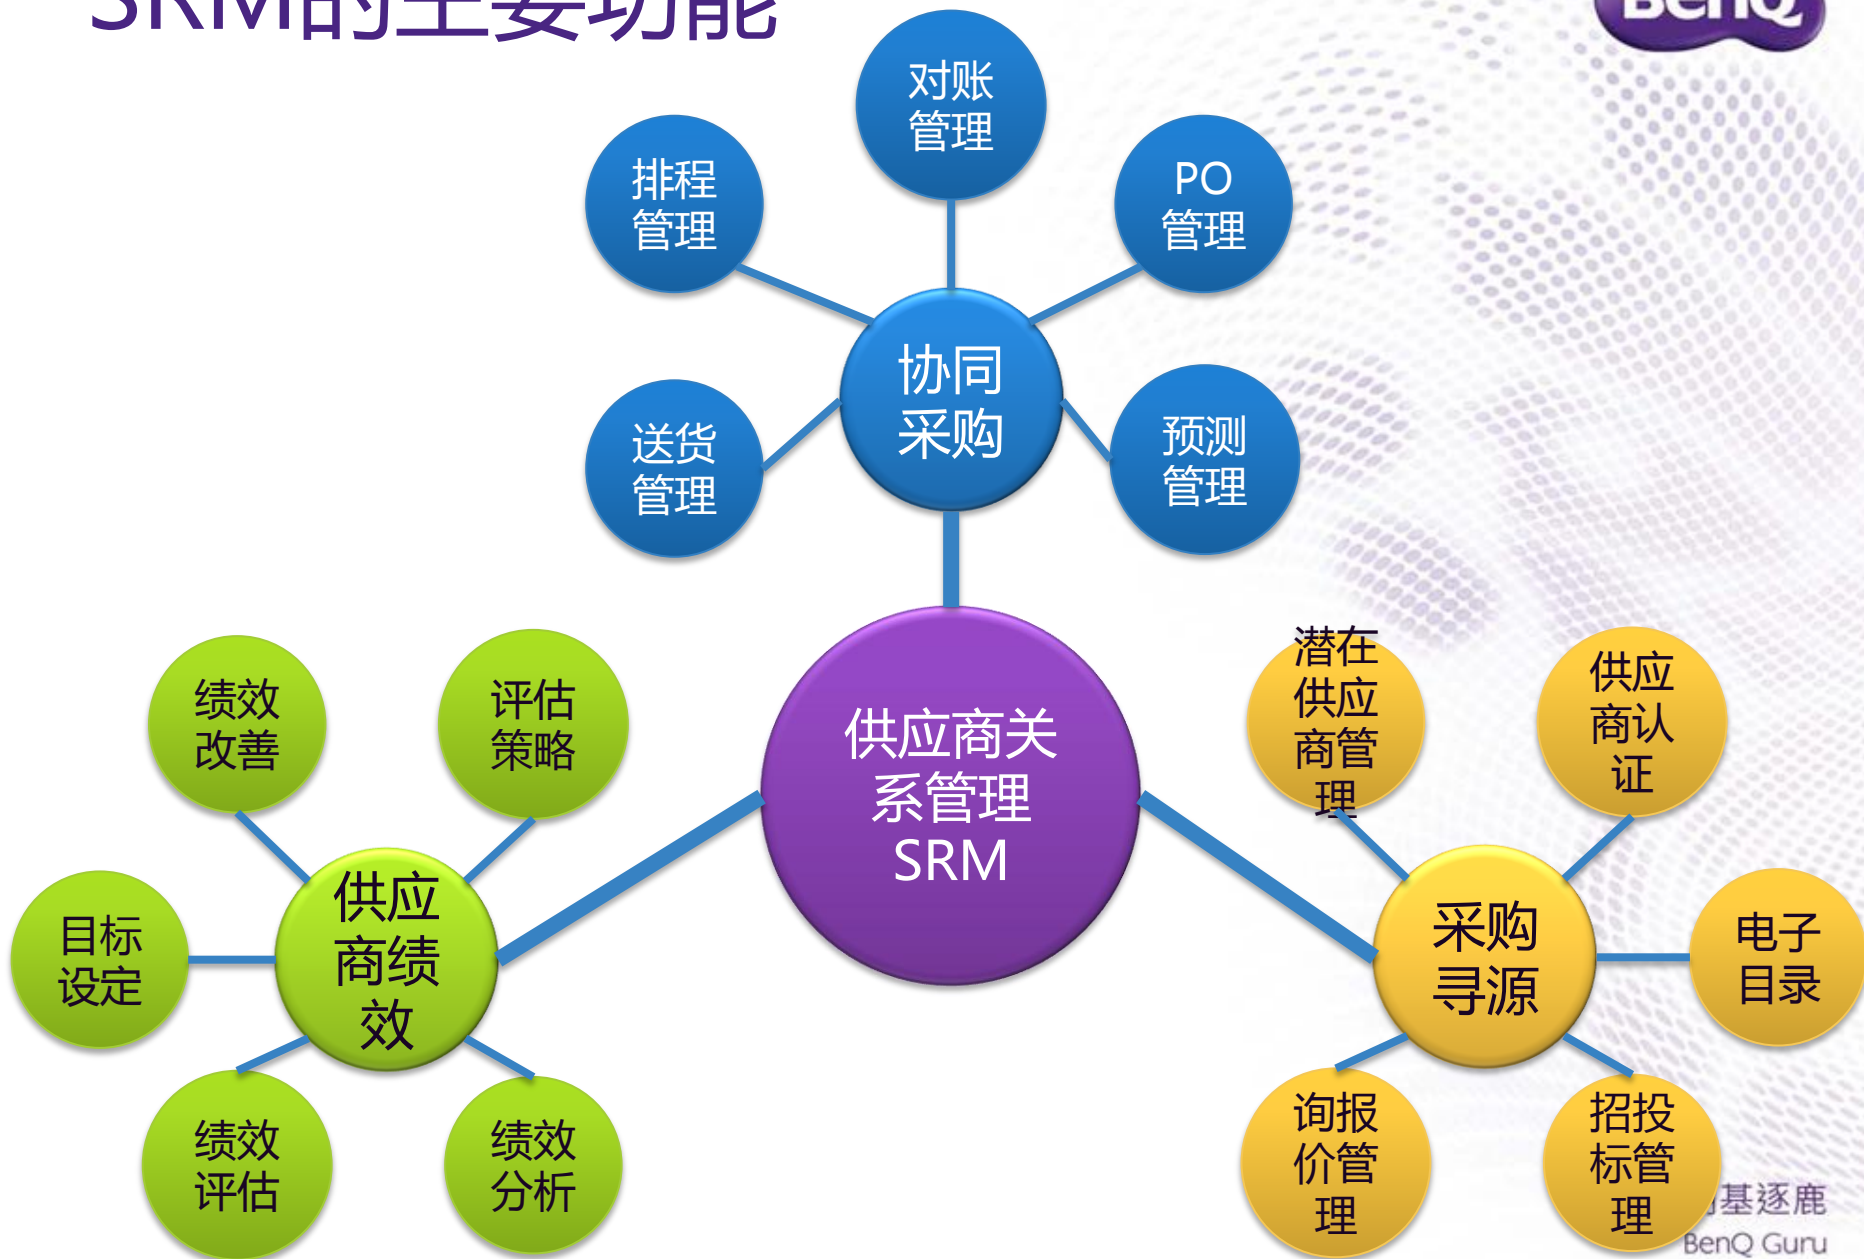 SRM的主要功能
BenQ
对账
管理
排程
管理
PO
管理
协同
采购
送货
管理
预测
管理
供应商关
系管理
SRM
绩效
改善
评估
策略
目标
设定
供应
商绩
效
绩效
评估
绩效
分析
潜在
供应
商管
理
供应
商认
证
采购
寻源
电子
目录
询报
价管
理
招投
标管
理
基逐鹿
BenQ Guru